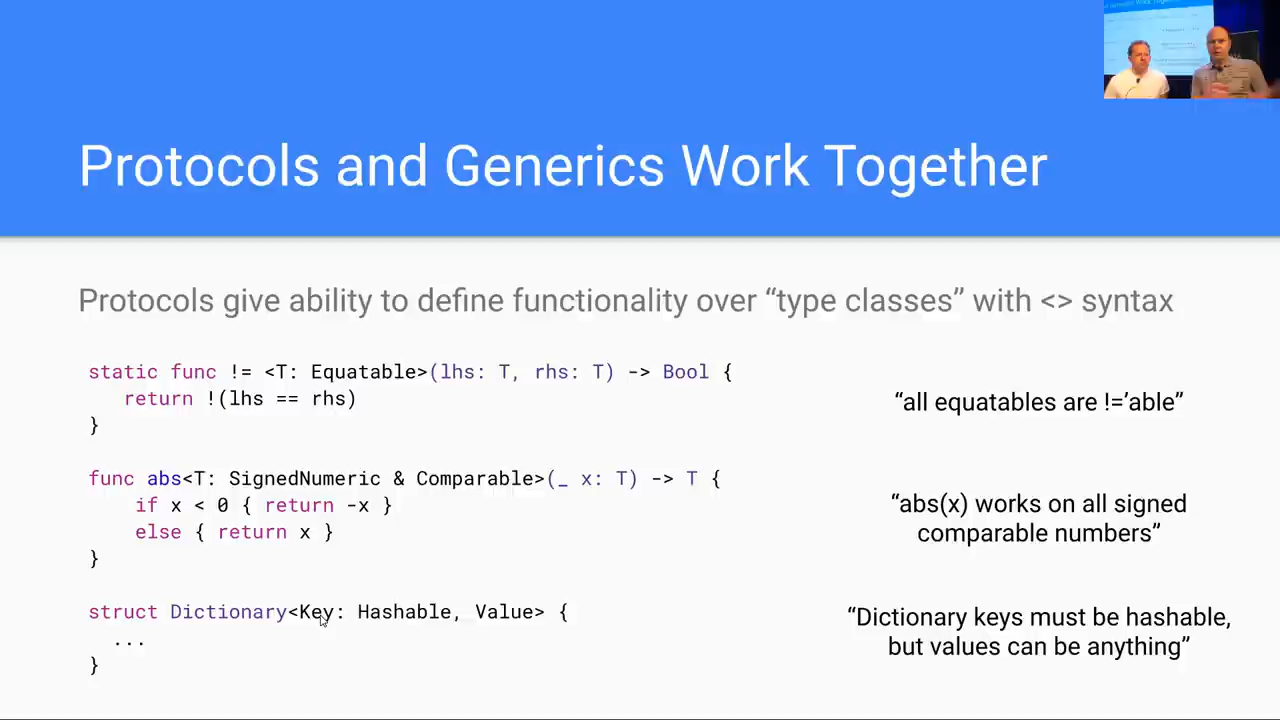 Protocols and Generics Work Together
Protocols give ability to define functionality over “type classes” with <> syntax
static func != <T: Equatable>(lhs: T, rhs: T) -> Bool {
return !(lhs == rhs)
}
“all equatables are !=’able”
func abs<T: SignedNumeric & Comparable>(_ x: T) -> T {
if x < 0 { return -x }
else { return x }
}
“abs(x) works on all signed
comparable numbers”
struct Dictionary<Key: Hashable, Value> {
...
}
“Dictionary keys must be hashable,
but values can be anything”